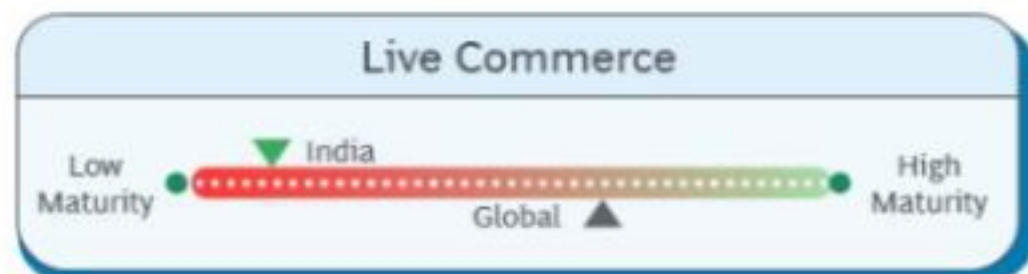 Live Commerce
India
Low
Maturity
High
Maturity
Global